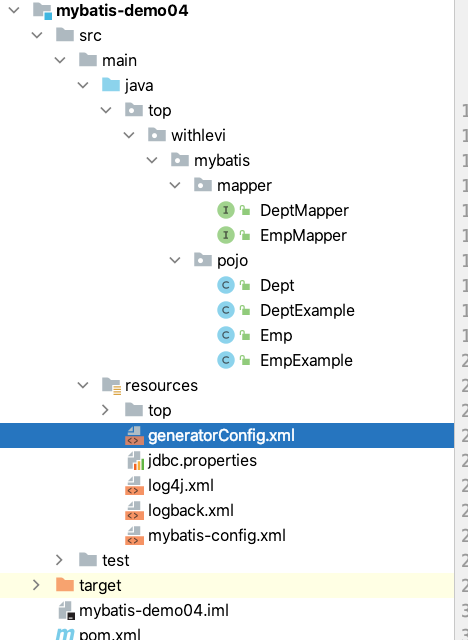 mybatis-demo04
src
main
java
top
withlevi
mybatis
mapper
I DeptMapper
I EmpMapper
pojo
C Dept
C DeptExample
C Emp
C EmpExample
resources
top
generatorConfig.xml
jdbc.properties
log4j.xml
logback.xml
mybatis-config.xml
test
target
mybatis-demo04.iml
m pom.xml